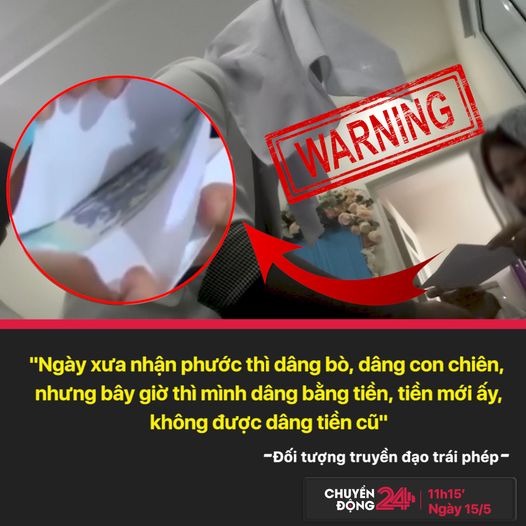 WARNING
"Ngày xưa nhận phước thì dâng bò, dâng con chiên,
nhưng bây giờ thì mình dâng bằng tiền, tiền mới ấy,
không được dâng tiền cũ"
-Đối tượng truyền đạo trái phép-
CHUYỂN ĐỘNG 24h
11h15'
Ngày 15/5